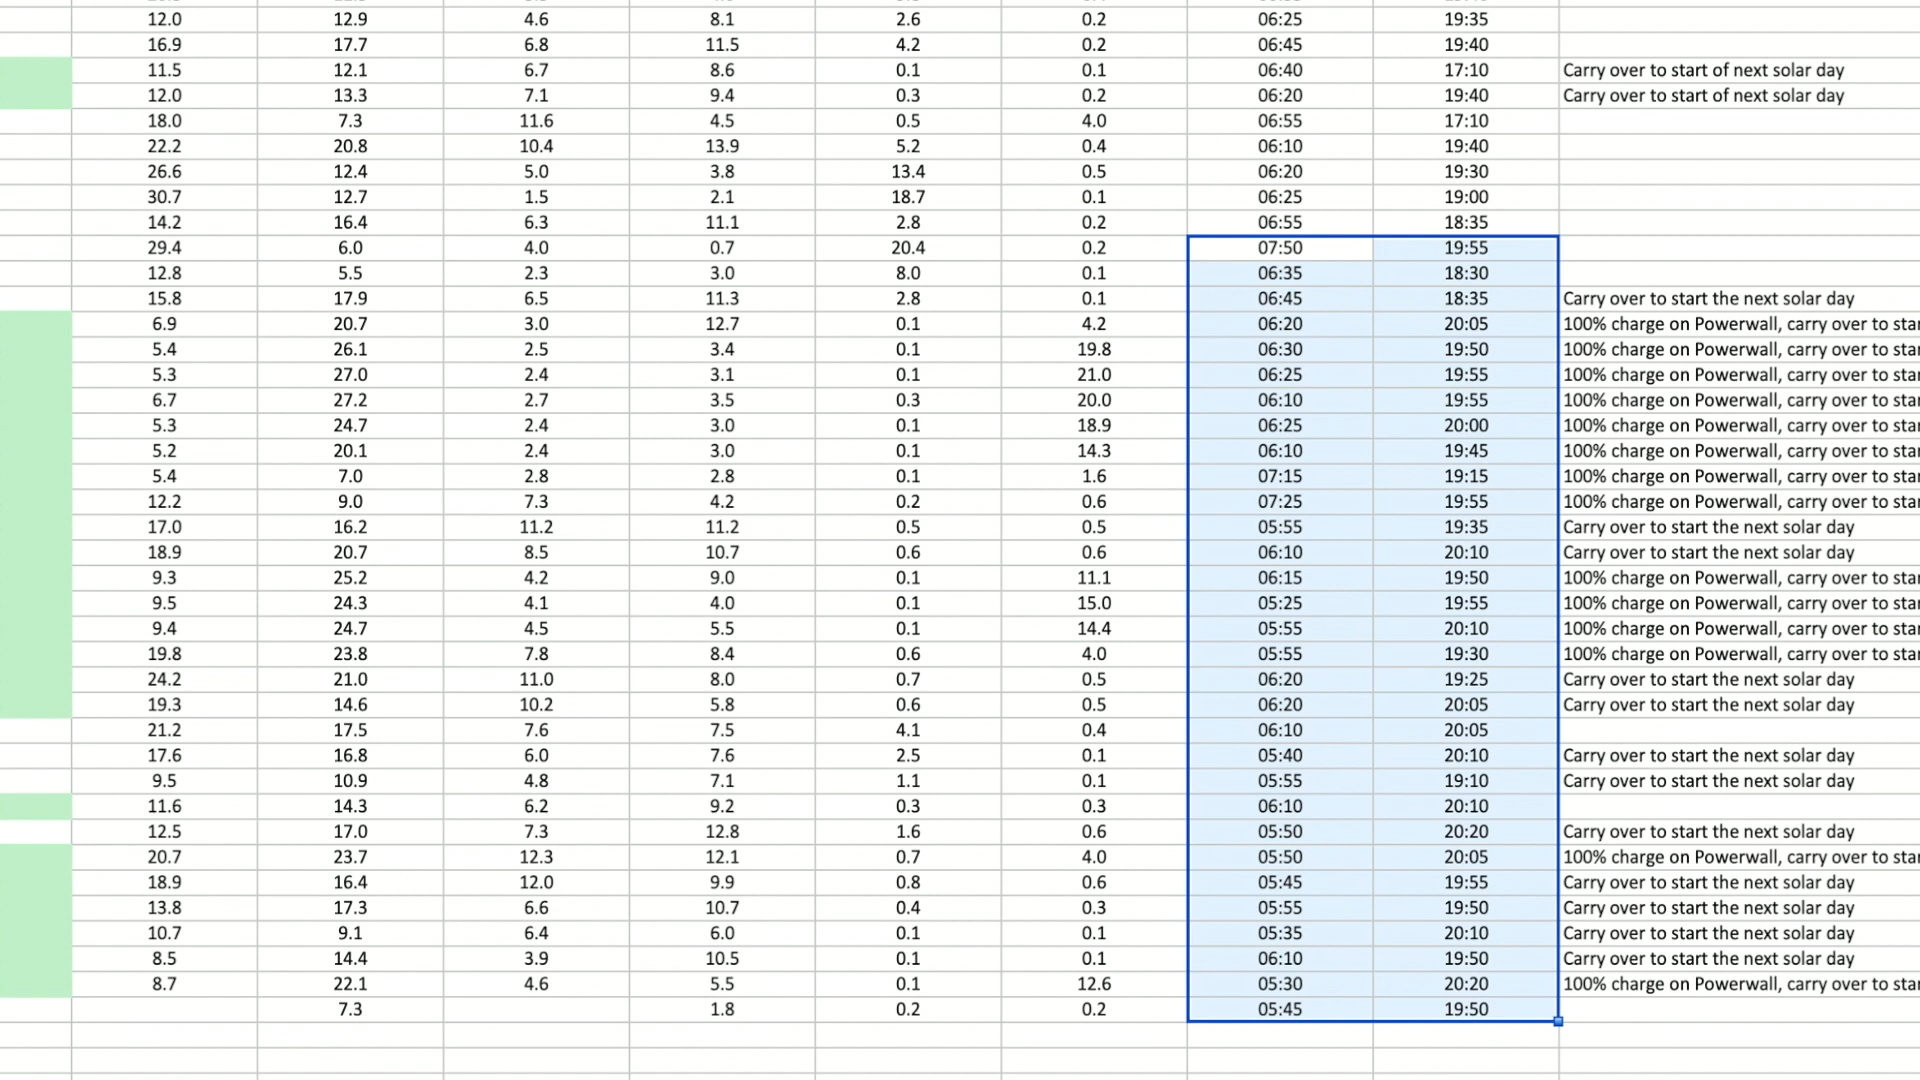 12.0 12.9 4.6 8.1 2.6 0.2 06:25 19:35
16.9 17.7 6.8 11.5 4.2 0.2 06:45 19:40
11.5 12.1 6.7 8.6 0.1 0.1 06:40 17:10 Carry over to start of next solar day
12.0 13.3 7.1 9.4 0.3 0.2 06:20 19:40 Carry over to start of next solar day
18.0 7.3 11.6 4.5 0.5 4.0 06:55 17:10
22.2 20.8 10.4 13.9 5.2 0.4 06:10 19:40
26.6 12.4 5.0 3.8 13.4 0.5 06:20 19:30
30.7 12.7 1.5 2.1 18.7 0.1 06:25 19:00
14.2 16.4 6.3 11.1 2.8 0.2 06:55 18:35
29.4 6.0 4.0 0.7 20.4 0.2 07:50 19:55
12.8 5.5 2.3 3.0 8.0 0.1 06:35 18:30
15.8 17.9 6.5 11.3 2.8 0.1 06:45 18:35 Carry over to start the next solar day
6.9 20.7 3.0 12.7 0.1 4.2 06:20 20:05 100% charge on Powerwall, carry over to star
5.4 26.1 2.5 3.4 0.1 19.8 06:30 19:50 100% charge on Powerwall, carry over to star
5.3 27.0 2.4 3.1 0.1 21.0 06:25 19:55 100% charge on Powerwall, carry over to star
6.7 27.2 2.7 3.5 0.3 20.0 06:10 19:55 100% charge on Powerwall, carry over to star
5.3 24.7 2.4 3.0 0.1 18.9 06:25 20:00 100% charge on Powerwall, carry over to star
5.2 20.1 2.4 3.0 0.1 14.3 06:10 19:45 100% charge on Powerwall, carry over to star
5.4 7.0 2.8 2.8 0.1 1.6 07:15 19:15 100% charge on Powerwall, carry over to star
12.2 9.0 7.3 4.2 0.2 0.6 07:25 19:55 100% charge on Powerwall, carry over to star
17.0 16.2 11.2 11.2 0.5 0.5 05:55 19:35 Carry over to start the next solar day
18.9 20.7 8.5 10.7 0.6 0.6 06:10 20:10 Carry over to start the next solar day
9.3 25.2 4.2 9.0 0.1 11.1 06:15 19:50 100% charge on Powerwall, carry over to star
9.5 24.3 4.1 4.0 0.1 15.0 05:25 19:55 100% charge on Powerwall, carry over to star
9.4 24.7 4.5 5.5 0.1 14.4 05:55 20:10 100% charge on Powerwall, carry over to star
19.8 23.8 7.8 8.4 0.6 4.0 05:55 19:30 100% charge on Powerwall, carry over to star
24.2 21.0 11.0 8.0 0.7 0.5 06:20 19:25 Carry over to start the next solar day
19.3 14.6 10.2 5.8 0.6 0.5 06:20 20:05 Carry over to start the next solar day
21.2 17.5 7.6 7.5 4.1 0.4 06:10 20:05
17.6 16.8 6.0 7.6 2.5 0.1 05:40 20:10 Carry over to start the next solar day
9.5 10.9 4.8 7.1 1.1 0.1 05:55 19:10 Carry over to start the next solar day
11.6 14.3 6.2 9.2 0.3 0.3 06:10 20:10
12.5 17.0 7.3 12.8 1.6 0.6 05:50 20:20 Carry over to start the next solar day
20.7 23.7 12.3 12.1 0.7 4.0 05:50 20:05 100% charge on Powerwall, carry over to star
18.9 16.4 12.0 9.9 0.8 0.6 05:45 19:55 Carry over to start the next solar day
13.8 17.3 6.6 10.7 0.4 0.3 05:55 19:50 Carry over to start the next solar day
10.7 9.1 6.4 6.0 0.1 0.1 05:35 20:10 Carry over to start the next solar day
8.5 14.4 3.9 10.5 0.1 0.1 06:10 19:50 Carry over to start the next solar day
8.7 22.1 4.6 5.5 0.1 12.6 05:30 20:20 100% charge on Powerwall, carry over to star
7.3 1.8 0.2 0.2 05:45 19:50